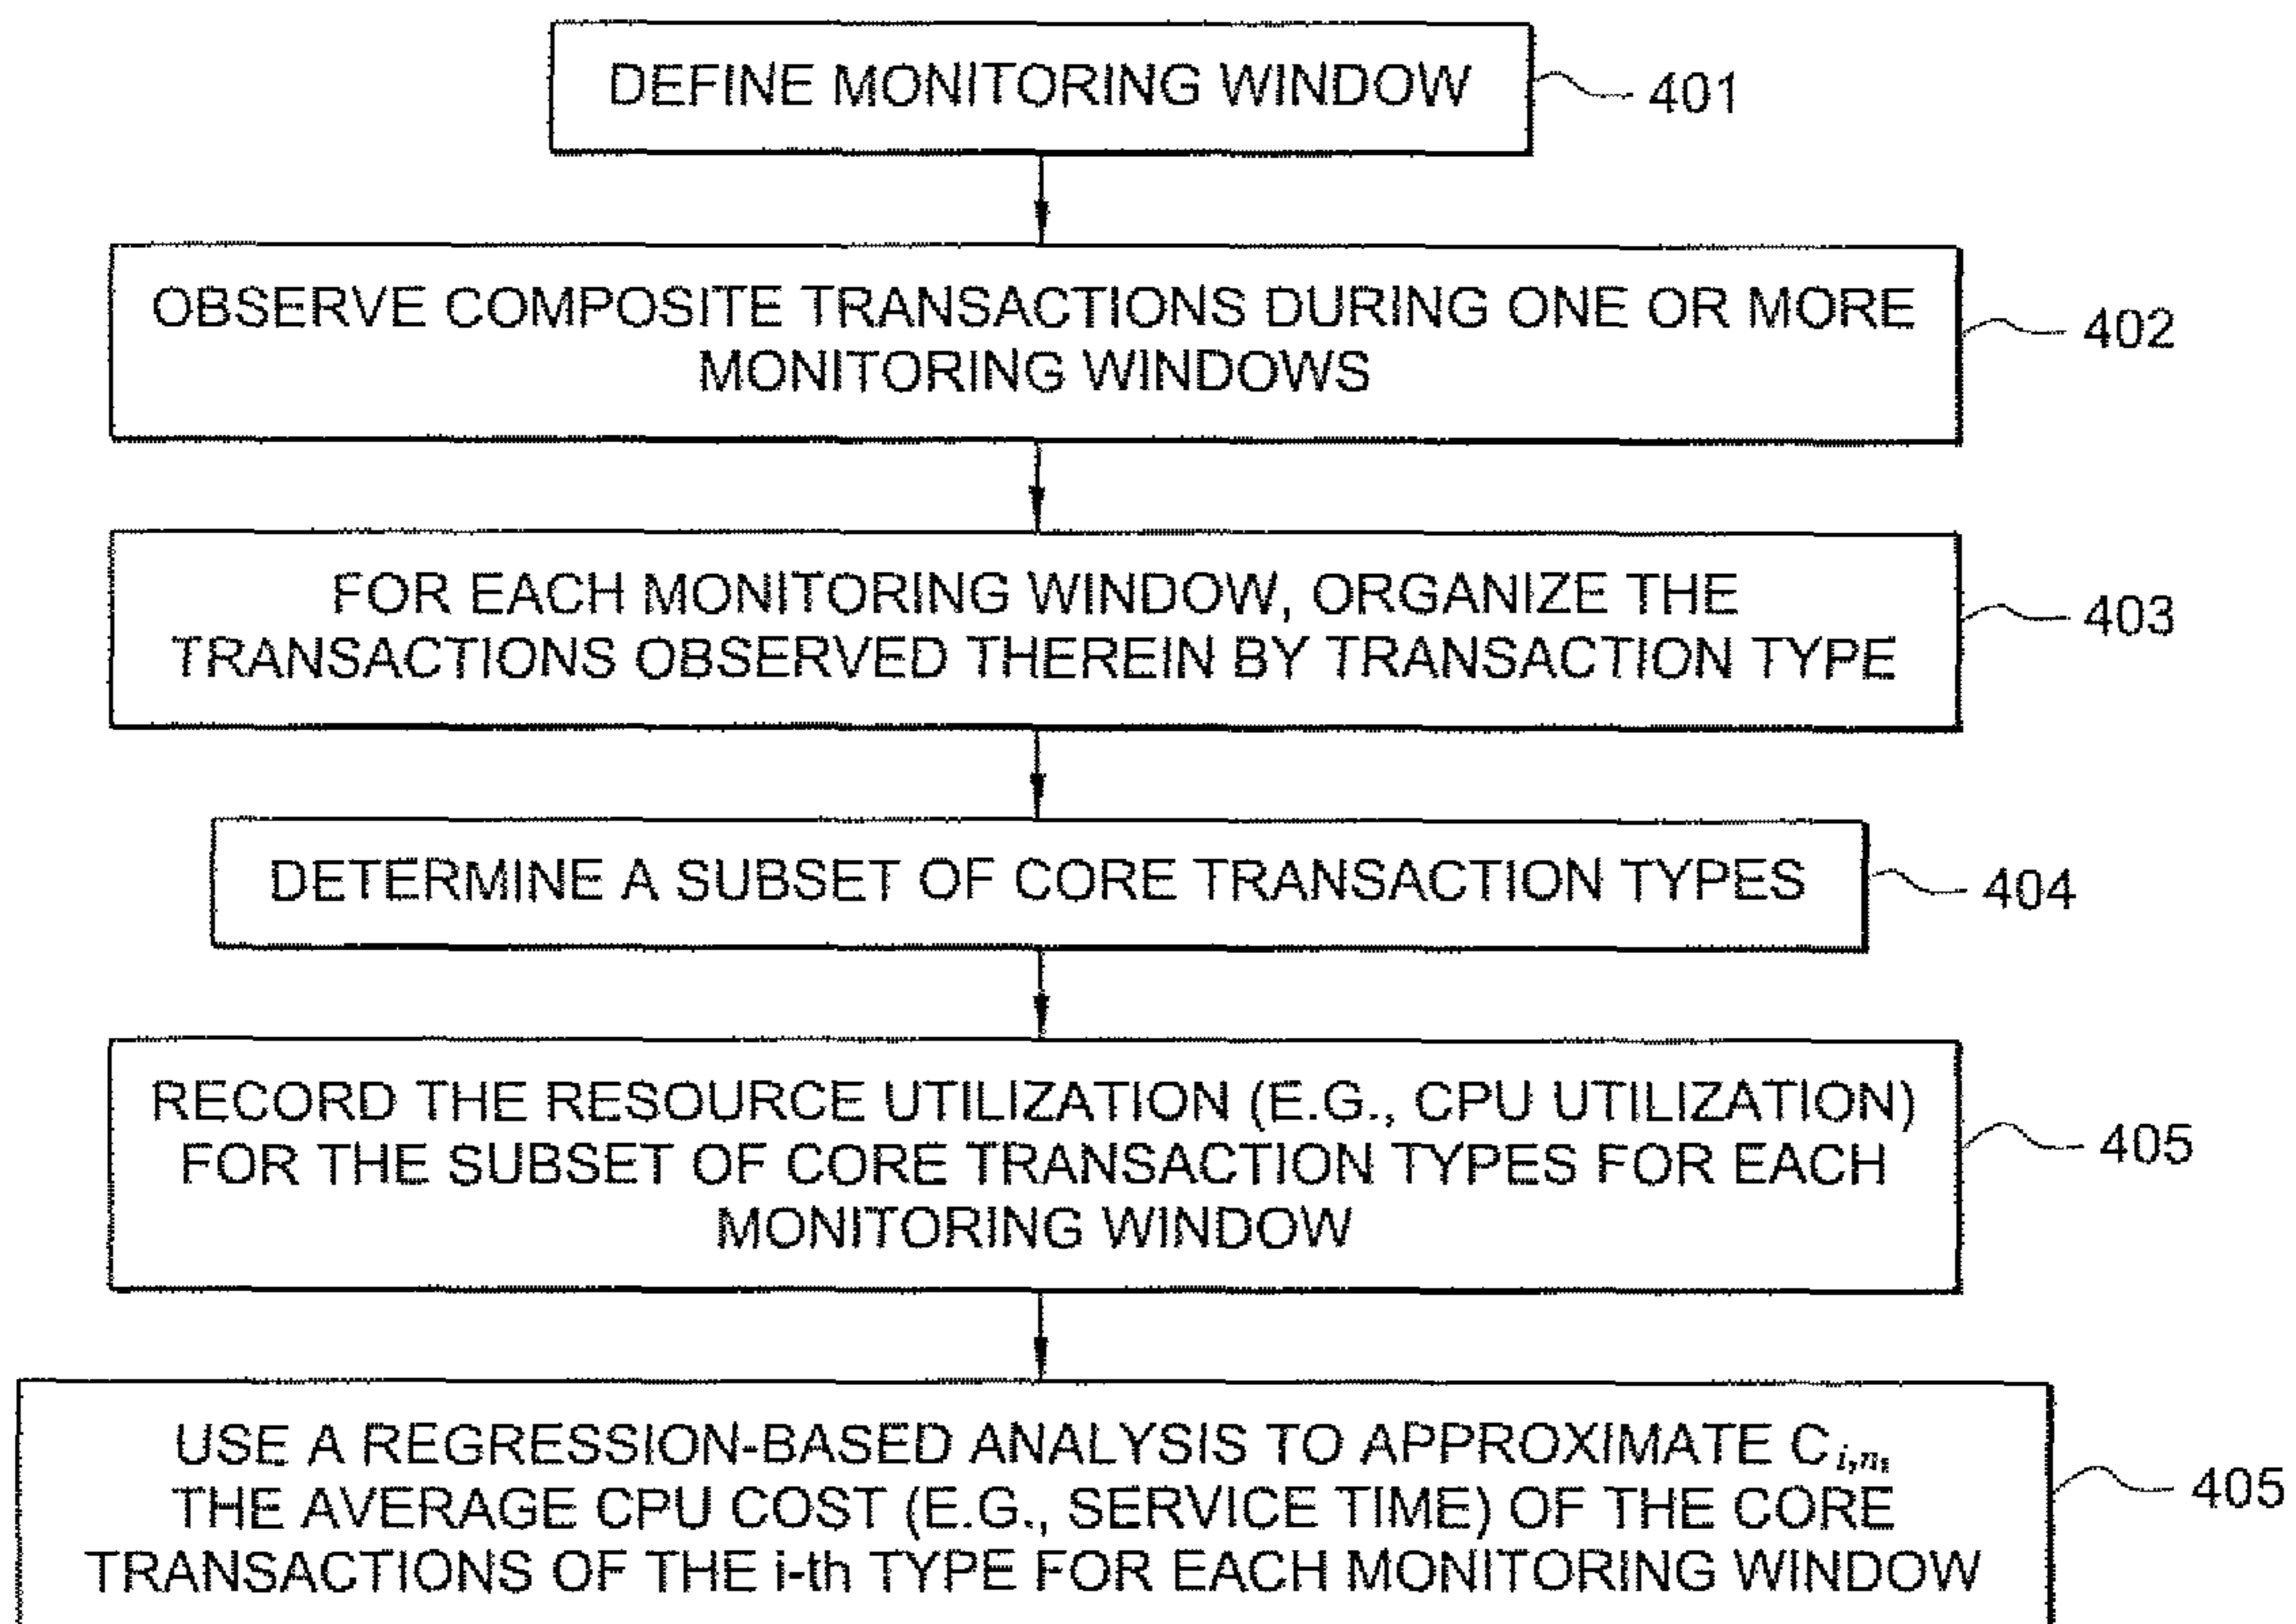 DEFINE MONITORING WINDOW
401
OBSERVE COMPOSITE TRANSACTIONS DURING ONE OR MORE
MONITORING WINDOWS
402
FOR EACH MONITORING WINDOW, ORGANIZE THE
TRANSACTIONS OBSERVED THEREIN BY TRANSACTION TYPE
403
DETERMINE A SUBSET OF CORE TRANSACTION TYPES
404
RECORD THE RESOURCE UTILIZATION (E.G., CPU UTILIZATION)
FOR THE SUBSET OF CORE TRANSACTION TYPES FOR EACH
MONITORING WINDOW
405
USE A REGRESSION-BASED ANALYSIS TO APPROXIMATE C i,n,
THE AVERAGE CPU COST (E.G., SERVICE TIME) OF THE CORE
TRANSACTIONS OF THE i-th TYPE FOR EACH MONITORING WINDOW
405